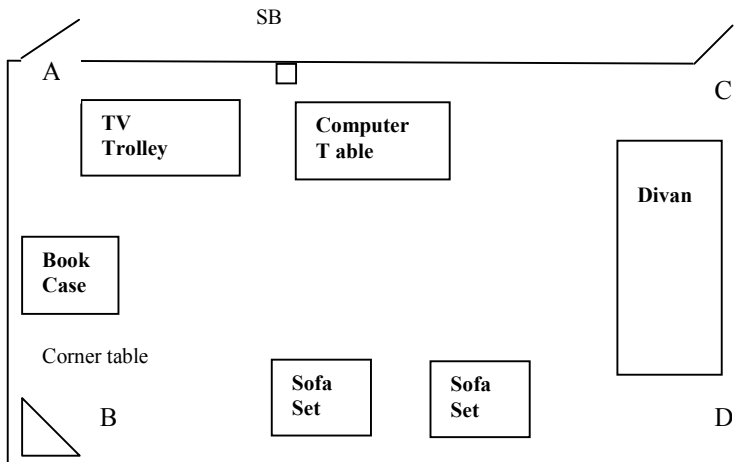 SB
A
C
TV
Trolley
Computer
T able
Divan
Book
Case
Corner table
Sofa
Set
Sofa
Set
B
D